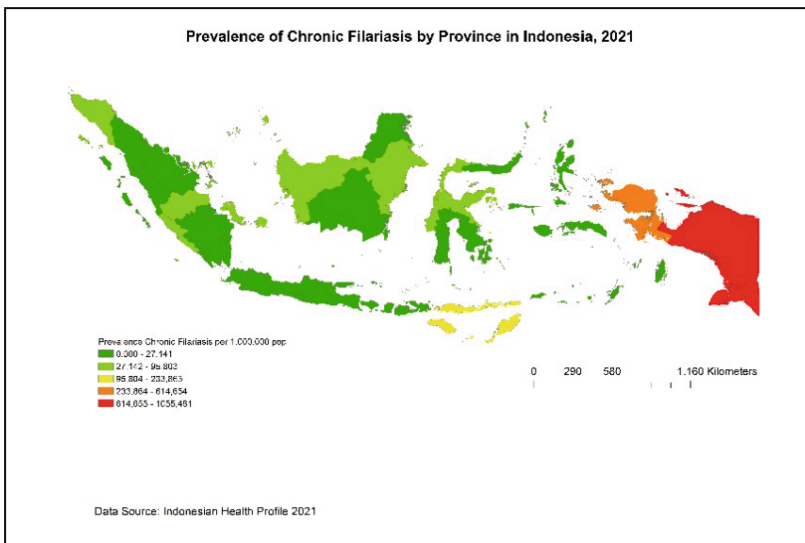 Prevalence of Chronic Filariasis by Province in Indonesia, 2021
Prevalence Chronic Filariasis per 1.000.000 pop
0.000 - 27.141
27.142 - 95.803
95.804 - 233.863
233.864 - 614,654
614,655 - 1035,461
0 290 580 1.160 Kilometers
Data Source: Indonesian Health Profile 2021